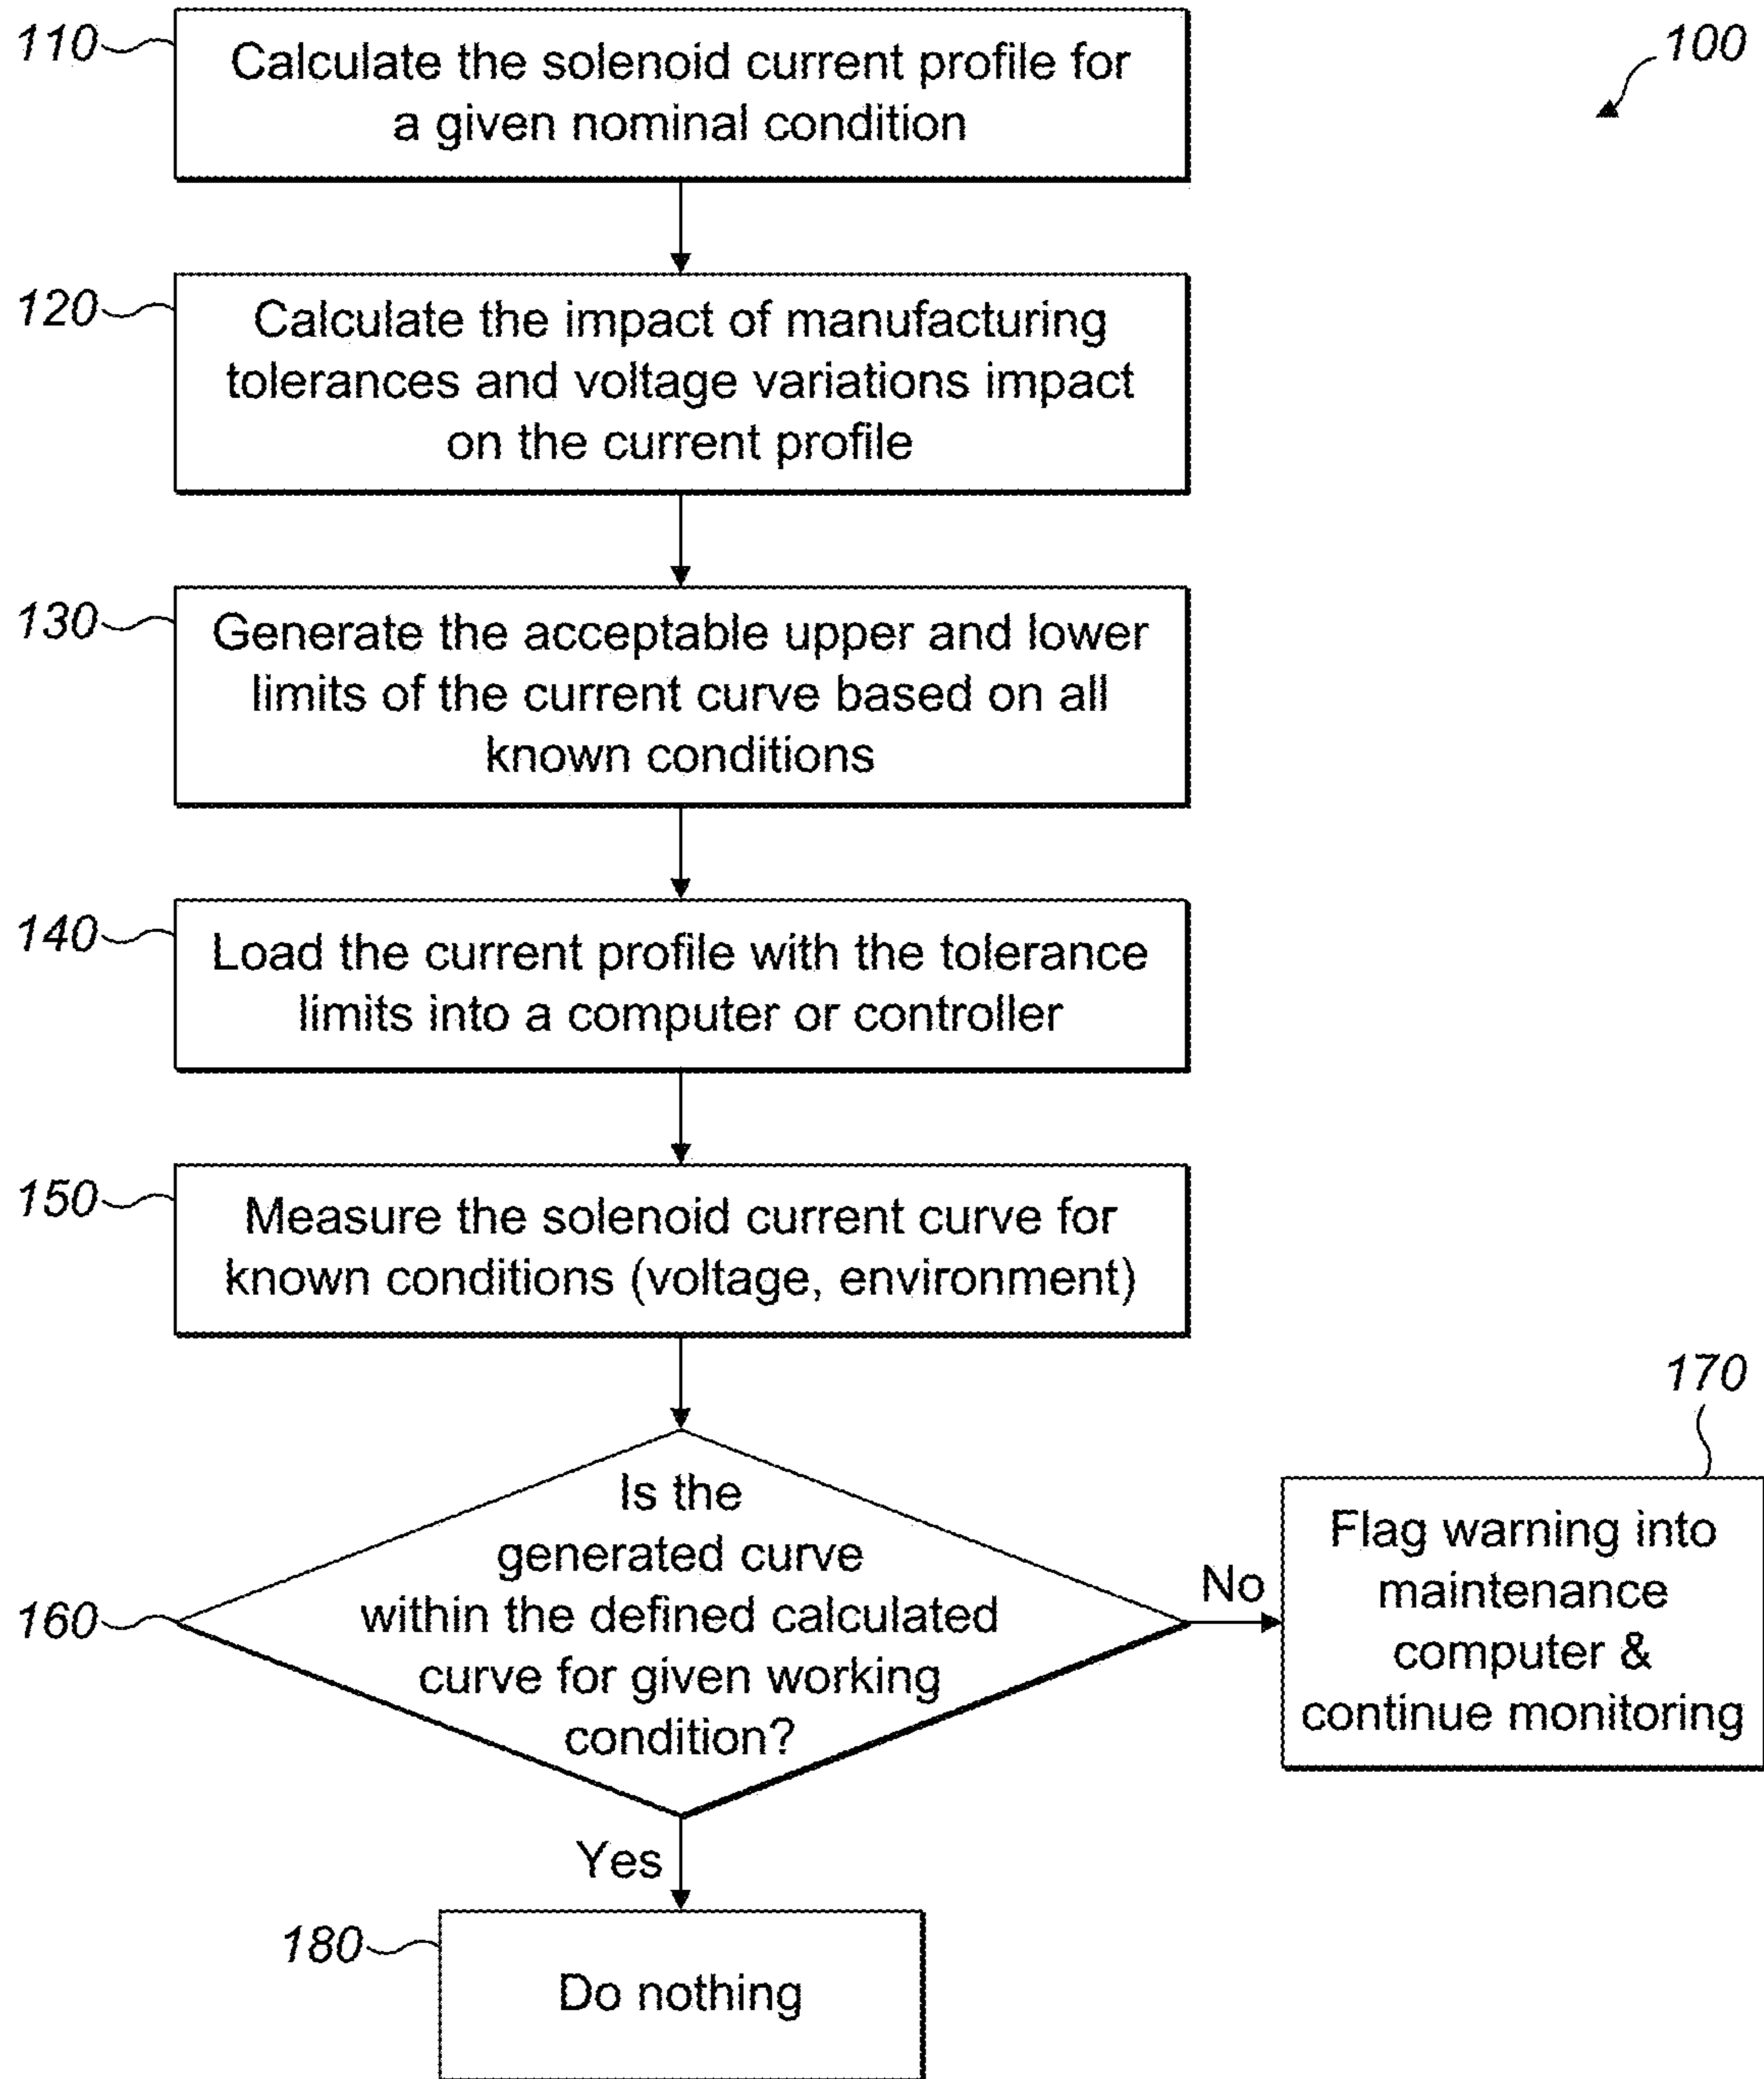 110
Calculate the solenoid current profile for
a given nominal condition
100
120
Calculate the impact of manufacturing
tolerances and voltage variations impact
on the current profile
130
Generate the acceptable upper and lower
limits of the current curve based on all
known conditions
140
Load the current profile with the tolerance
limits into a computer or controller
150
Measure the solenoid current curve for
known conditions (voltage, environment)
160
Is the
generated curve
within the defined calculated
curve for given working
condition?
No
170
Flag warning into
maintenance
computer &
continue monitoring
Yes
180
Do nothing